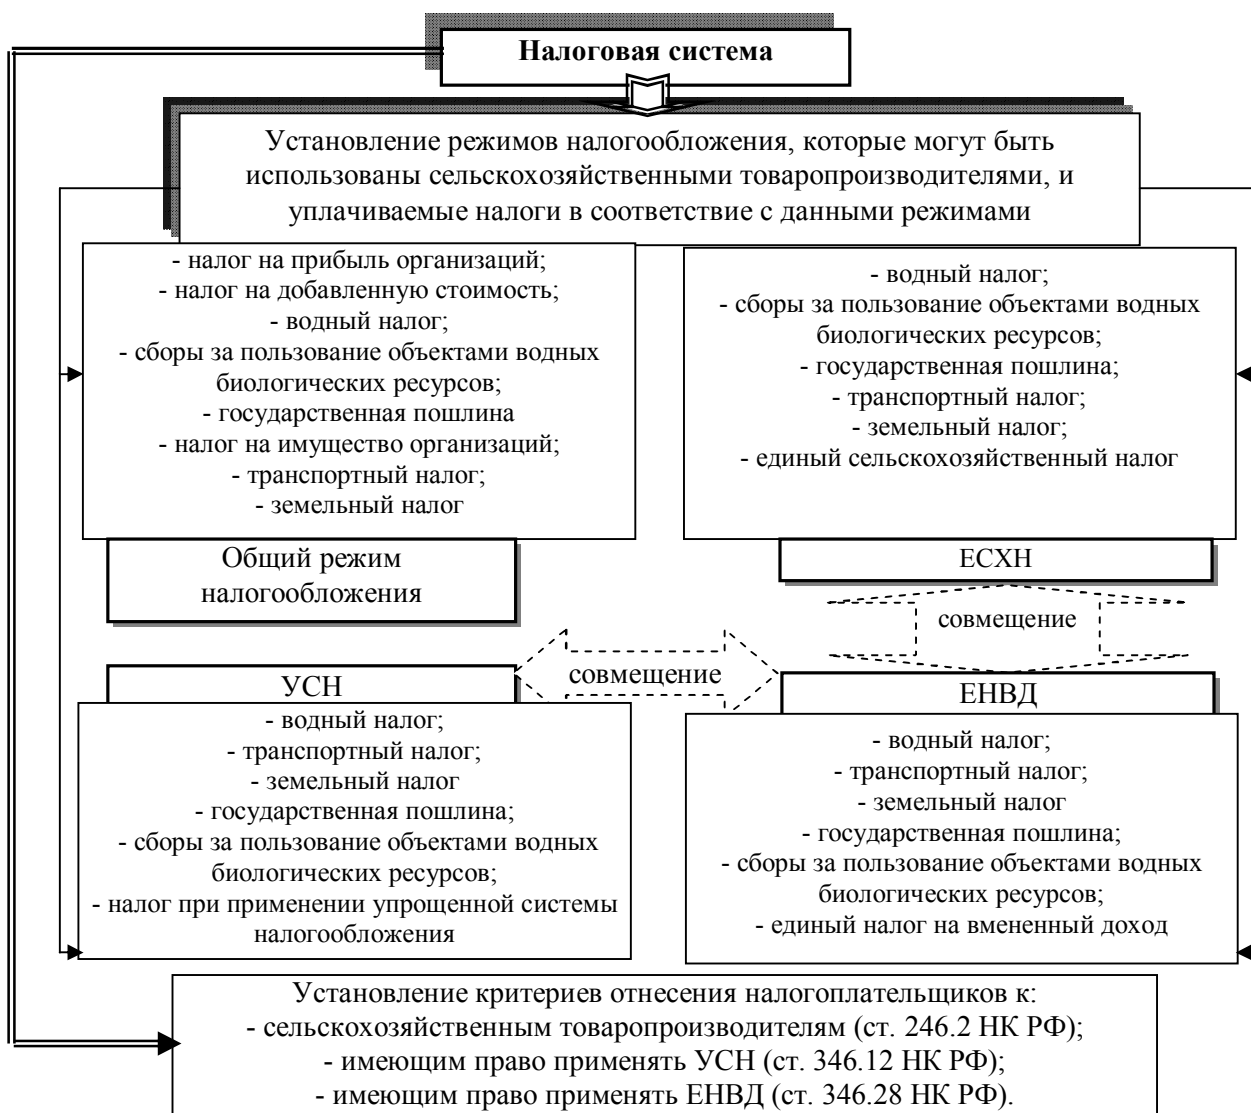 Налоговая система
Установление режимов налогообложения, которые могут быть
использованы сельскохозяйственными товаропроизводителями, и
уплачиваемые налоги в соответствие с данными режимами
- налог на прибыль организаций;
- налог на добавленную стоимость;
- водный налог;
- сборы за пользование объектами водных
биологических ресурсов;
- государственная пошлина
- налог на имущество организаций;
- транспортный налог;
- земельный налог
Общий режим
налогообложения
- водный налог;
- сборы за пользование объектами водных
биологических ресурсов;
- государственная пошлина;
- транспортный налог;
- земельный налог;
- единый сельскохозяйственный налог
ЕСХН
совмещение
совмещение
УСН
- водный налог;
- транспортный налог;
- земельный налог
- государственная пошлина;
- сборы за пользование объектами водных
биологических ресурсов;
- налог при применении упрощенной системы
налогообложения
ЕНВД
- водный налог;
- транспортный налог;
- земельный налог
- государственная пошлина;
- сборы за пользование объектами водных
биологических ресурсов;
- единый налог на вмененный доход
Установление критериев отнесения налогоплательщиков к:
- сельскохозяйственным товаропроизводителям (ст. 246.2 НК РФ);
- имеющим право применять УСН (ст. 346.12 НК РФ);
- имеющим право применять ЕНВД (ст. 346.28 НК РФ).